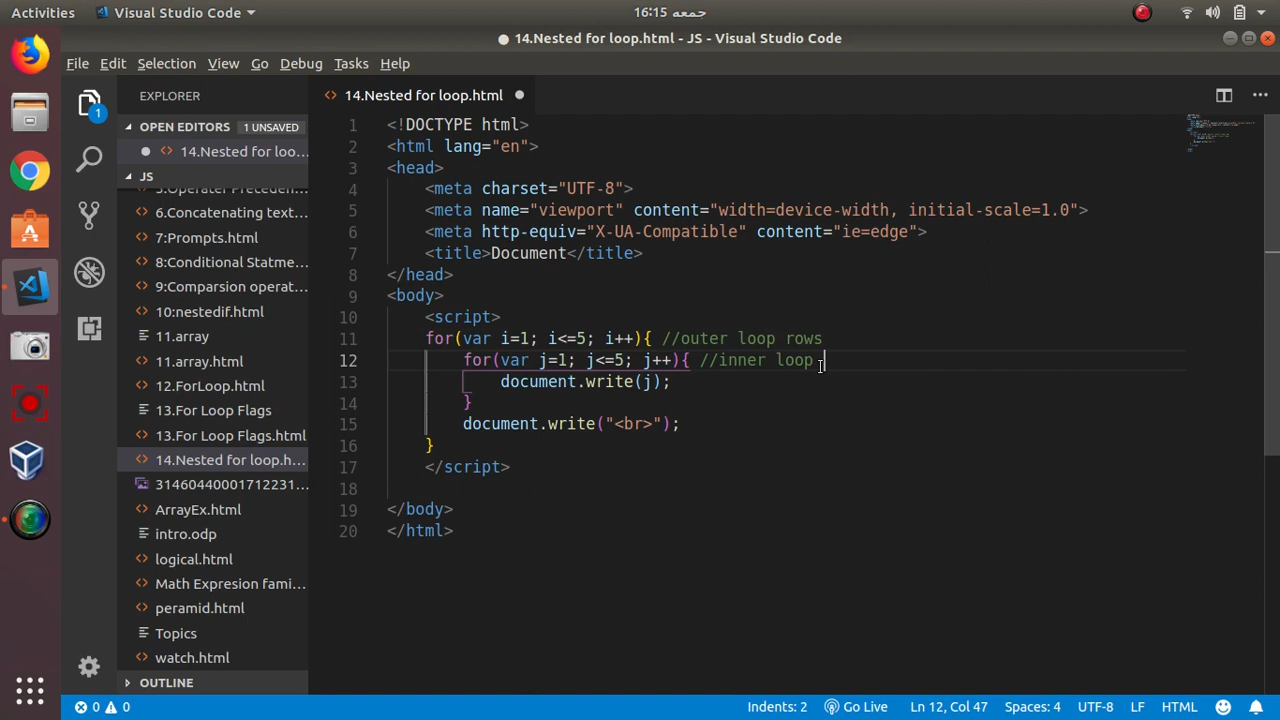 Activities
Visual Studio Code
16:15 جمعه
14.Nested for loop.html - JS - Visual Studio Code
File Edit Selection View Go Debug Tasks Help
EXPLORER
OPEN EDITORS 1 UNSAVED
14.Nested for loo...
JS
5.Operater Preceden...
6.Concatenating text...
7:Prompts.html
8:Conditional Statme...
9:Comparsion operat...
10:nestedif.html
11.array
11.array.html
12.ForLoop.html
13.For Loop Flags
13.For Loop Flags.html
14.Nested for loop.h...
31460440001712231...
ArrayEx.html
intro.odp
logical.html
Math Expresion fami...
peramid.html
Topics
watch.html
OUTLINE
1
14.Nested for loop.html
1 <!DOCTYPE html>
2 <html lang="en">
3 <head>
4 <meta charset="UTF-8">
5 <meta name="viewport" content="width=device-width, initial-scale=1.0">
6 <meta http-equiv="X-UA-Compatible" content="ie=edge">
7 <title>Document</title>
8 </head>
9 <body>
10 <script>
11 for(var i=1; i<=5; i++){ //outer loop rows
12 for(var j=1; j<=5; j++){ //inner loop
13 document.write(j);
14 }
15 document.write("<br>");
16 }
17 </script>
18
19 </body>
20 </html>
0 0
Indents: 2 Go Live Ln 12, Col 47 Spaces: 4 UTF-8 LF HTML